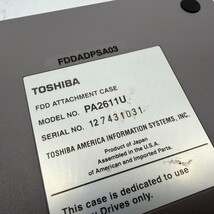 FDDADPSA03
TOSHIBA
FDD ATTACHMENT CASE
MODEL NO. PA2611U
SERIAL NO. 127431031
TOSHIBA AMERICA INFORMATION SYSTEMS, INC.
Product of Japan
Assembled in the U.S.A.
of American and Imported Parts.
This case is dedicated to use
Drives only.